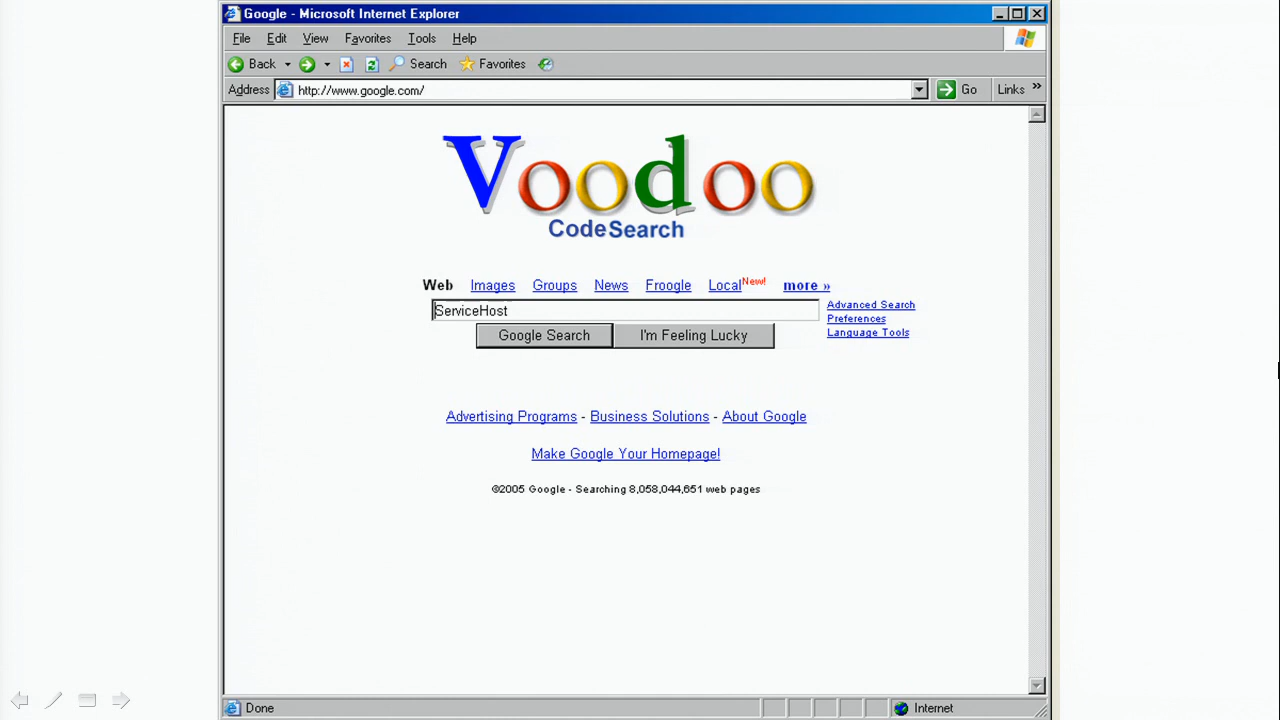 Google - Microsoft Internet Explorer
File Edit View Favorites Tools Help
Back Search Favorites
Address http://www.google.com/ Go Links »
Voodoo
CodeSearch
Web Images Groups News Froogle Local New! more »
ServiceHost
Advanced Search
Preferences
Language Tools
Google Search I'm Feeling Lucky
Advertising Programs - Business Solutions - About Google
Make Google Your Homepage!
©2005 Google - Searching 8,058,044,651 web pages
Done Internet